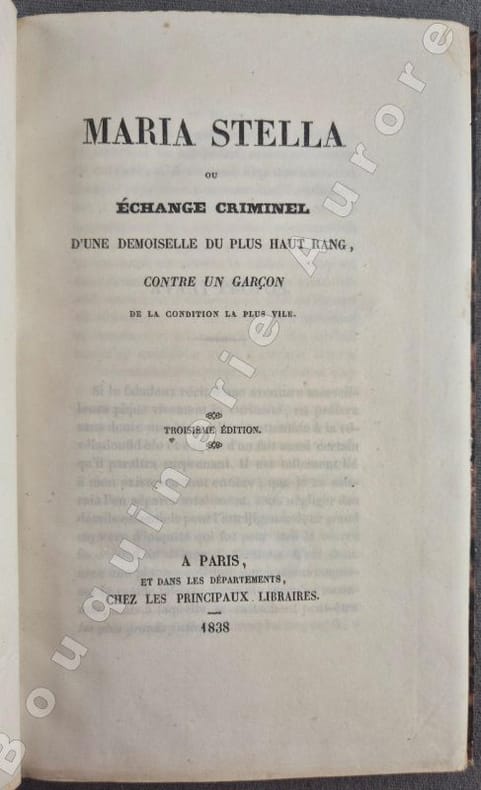 MARIA STELLA
OU
ÉCHANGE CRIMINEL
D'UNE DEMOISELLE DU PLUS HAUT RANG,
CONTRE UN GARÇON
DE LA CONDITION LA PLUS VILE.
TROISIÈME ÉDITION.
A PARIS,
ET DANS LES DÉPARTEMENTS,
CHEZ LES PRINCIPAUX LIBRAIRES.
1838
Bouquinerie Aurore